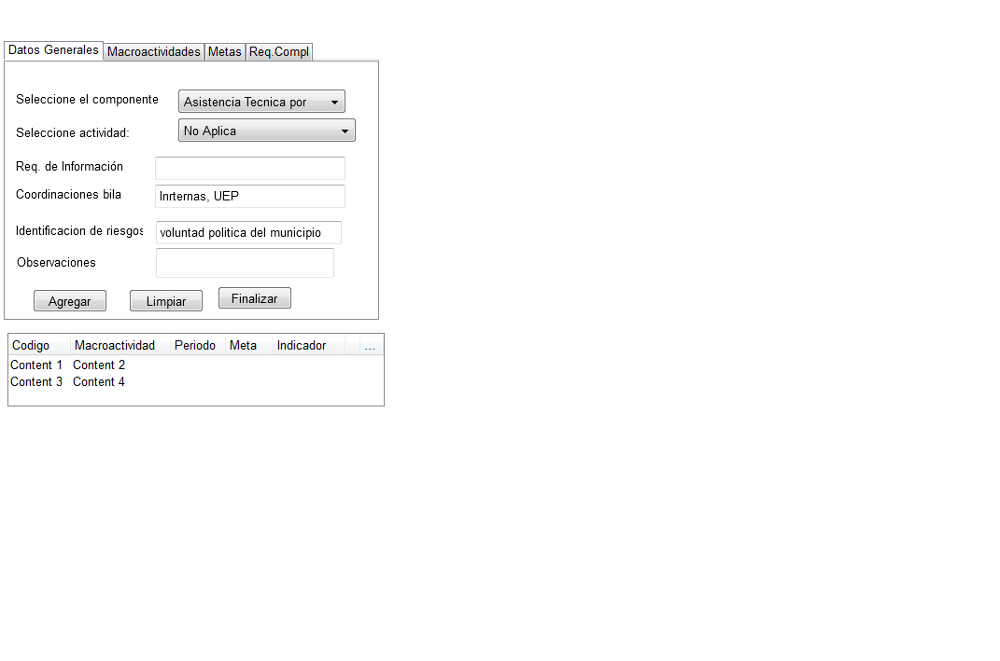 Datos Generales Macroactividades Metas Req.Compl
Seleccione el componente Asistencia Tecnica por
Seleccione actividad: No Aplica
Req. de Información
Coordinaciones bila Inrternas, UEP
Identificacion de riesgos voluntad politica del municipio
Observaciones
Agregar Limpiar Finalizar
Codigo Macroactividad Periodo Meta Indicador ...
Content 1 Content 2
Content 3 Content 4